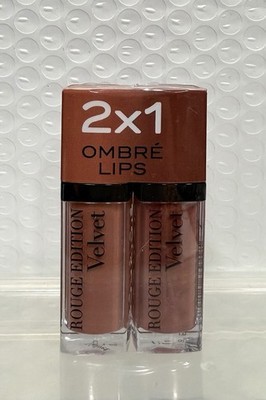 2x1
OMBRÉ
LIPS
ROUGE EDITION
Velvet
ROUGE EDITION
Velvet